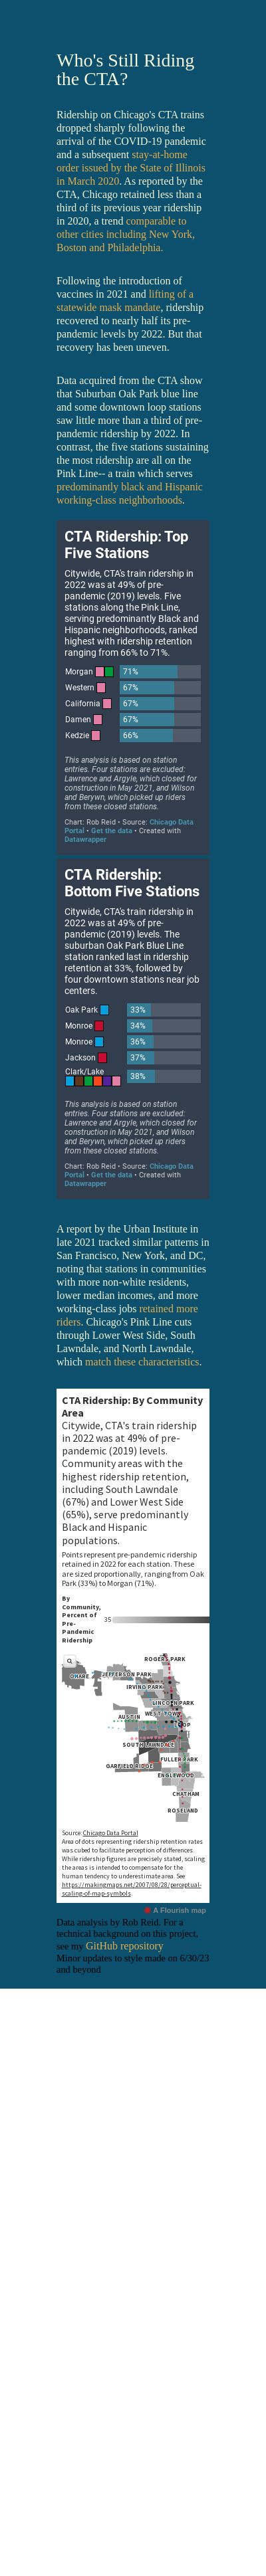 Who's Still Riding
the CTA?
Ridership on Chicago's CTA trains
dropped sharply following the
arrival of the COVID-19 pandemic
and a subsequent stay-at-home
order issued by the State of Illinois
in March 2020. As reported by the
CTA, Chicago retained less than a
third of its previous year ridership
in 2020, a trend comparable to
other cities including New York,
Boston and Philadelphia.
Following the introduction of
vaccines in 2021 and lifting of a
statewide mask mandate, ridership
recovered to nearly half its pre-
pandemic levels by 2022. But that
recovery has been uneven.
Data acquired from the CTA show
that Suburban Oak Park blue line
and some downtown loop stations
saw little more than a third of pre-
pandemic ridership by 2022. In
contrast, the five stations sustaining
the most ridership are all on the
Pink Line-- a train which serves
predominantly black and Hispanic
working-class neighborhoods.
CTA Ridership: Top
Five Stations
Citywide, CTA's train ridership in
2022 was at 49% of pre-
pandemic (2019) levels. Five
stations along the Pink Line,
serving predominantly Black and
Hispanic neighborhoods, ranked
highest with ridership retention
ranging from 66% to 71%.
Morgan 71%
Western 67%
California 67%
Damen 67%
Kedzie 66%
This analysis is based on station
entries. Four stations are excluded:
Lawrence and Argyle, which closed for
construction in May 2021, and Wilson
and Berywn, which picked up riders
from these closed stations.
Chart: Rob Reid • Source: Chicago Data
Portal • Get the data • Created with
Datawrapper
CTA Ridership:
Bottom Five Stations
Citywide, CTA's train ridership in
2022 was at 49% of pre-
pandemic (2019) levels. The
suburban Oak Park Blue Line
station ranked last in ridership
retention at 33%, followed by
four downtown stations near job
centers.
Oak Park 33%
Monroe 34%
Monroe 36%
Jackson 37%
Clark/Lake
38%
This analysis is based on station
entries. Four stations are excluded:
Lawrence and Argyle, which closed for
construction in May 2021, and Wilson
and Berywn, which picked up riders
from these closed stations.
Chart: Rob Reid • Source: Chicago Data
Portal • Get the data • Created with
Datawrapper
A report by the Urban Institute in
late 2021 tracked similar patterns in
San Francisco, New York, and DC,
noting that stations in communities
with more non-white residents,
lower median incomes, and more
working-class jobs retained more
riders. Chicago's Pink Line cuts
through Lower West Side, South
Lawndale, and North Lawndale,
which match these characteristics.
CTA Ridership: By Community
Area
Citywide, CTA's train ridership
in 2022 was at 49% of pre-
pandemic (2019) levels.
Community areas with the
highest ridership retention,
including South Lawndale
(67%) and Lower West Side
(65%), serve predominantly
Black and Hispanic
populations.
Points represent pre-pandemic ridership
retained in 2022 for each station. These
are sized proportionally, ranging from Oak
Park (33%) to Morgan (71%).
By
Community,
Percent of
Pre-
Pandemic
Ridership
35
ROGERS PARK
OHARE
JEFFERSON PARK
IRVING PARK
LINCOLN PARK
WEST TOWN
AUSTIN
LOOP
SOUTH LAWNDALE
FULLER PARK
GARFIELD RIDGE
ENGLEWOOD
CHATHAM
ROSELAND
Source: Chicago Data Portal
Area of dots representing ridership retention rates
was cubed to facilitate perception of differences.
While ridership figures are precisely stated, scaling
the areas is intended to compensate for the
human tendency to underestimate area. See
https://makingmaps.net/2007/08/28/perceptual-
scaling-of-map-symbols.
A Flourish map
Data analysis by Rob Reid. For a
technical background on this project,
see my GitHub repository
Minor updates to style made on 6/30/23
and beyond